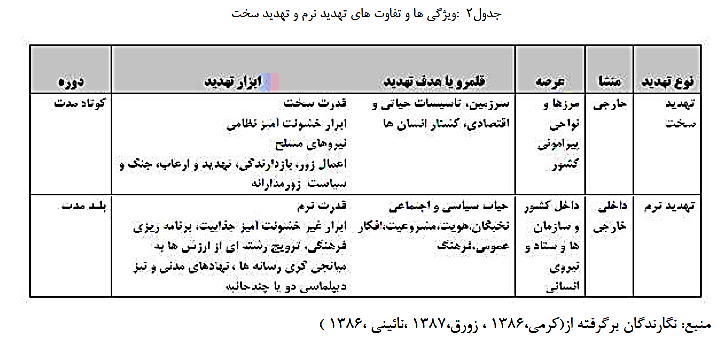 جدول۲ :ویژگی ها و تفاوت های تهدید نرم و تهدید سخت
نوع تهدید منشا عرصه قلمرو یا هدف تهدید ابزار تهدید دوره
تهدید خارجی مرزها و سرزمین، تاسیسات حیاتی و قدرت سخت کوتاه مدت
سخت نواحی اقتصادی، کشتار انسان ها ابزار خشونت آمیز نظامی
پیرامونی نیروهای مسلح
کشور اعمال زور، بازدارندگی، تهدید و ارعاب، جنگ و
سیاست زورمدارانه
تهدید نرم داخلی داخل کشور حیات سیاسی و اجتماعی قدرت نرم بلند مدت
خارجی و سازمان نخبگان،هویت،مشروعیت،افکار ابزار غیر خشونت آمیز جذابیت، برنامه ریزی
ها و ستاد و عمومی،فرهنگ فرهنگی، ترویج رشته ای از ارزش ها به
نیروی میانجی گری رسانه ها ، نهادهای مدنی و نیز
انسانی دیپلماسی دو یا چندجانبه
منبع: نگارندگان برگرفته از(کرمی،۱۳۸۶ ، زورق،۱۳۸۷ ،نائینی ،۱۳۸۶ )